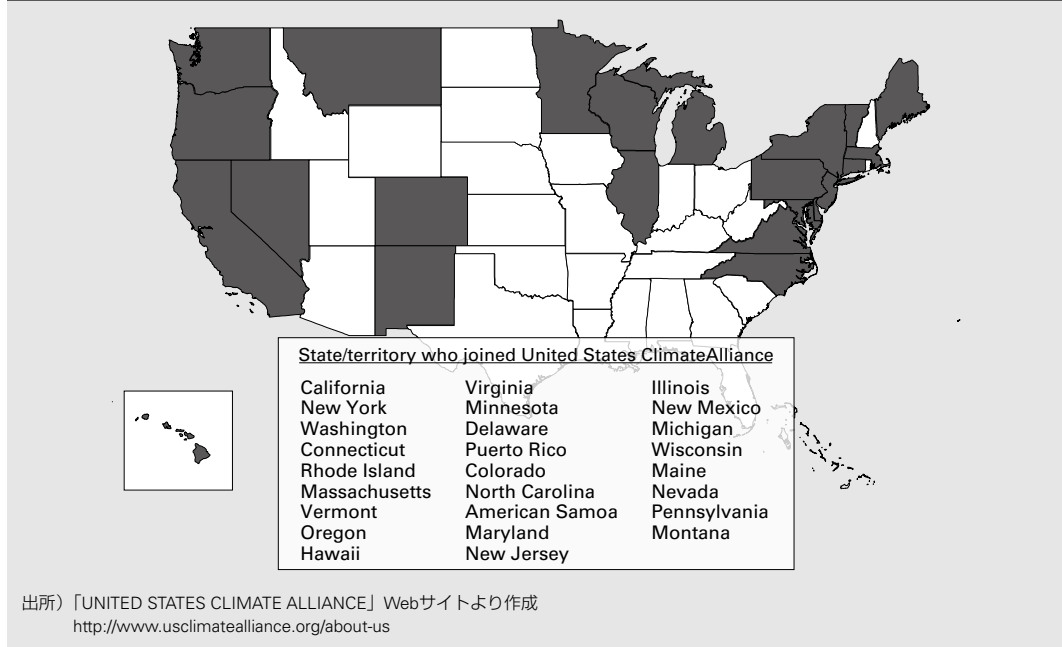 State/territory who joined United States ClimateAlliance
California
New York
Washington
Connecticut
Rhode Island
Massachusetts
Vermont
Oregon
Hawaii
Virginia
Minnesota
Delaware
Puerto Rico
Colorado
North Carolina
American Samoa
Maryland
New Jersey
Illinois
New Mexico
Michigan
Wisconsin
Maine
Nevada
Pennsylvania
Montana
出所）「UNITED STATES CLIMATE ALLIANCE」Webサイトより作成
http://www.usclimatealliance.org/about-us